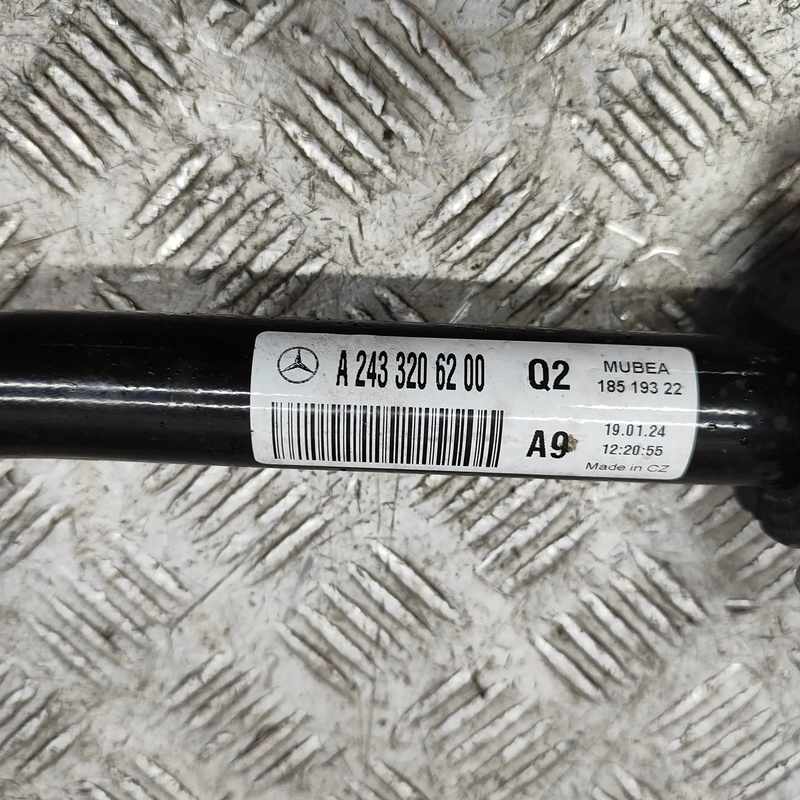 A 243 320 62 00
Q2
MUBEA
185 193 22
A9
19.01.24
12:20:55
Made in CZ